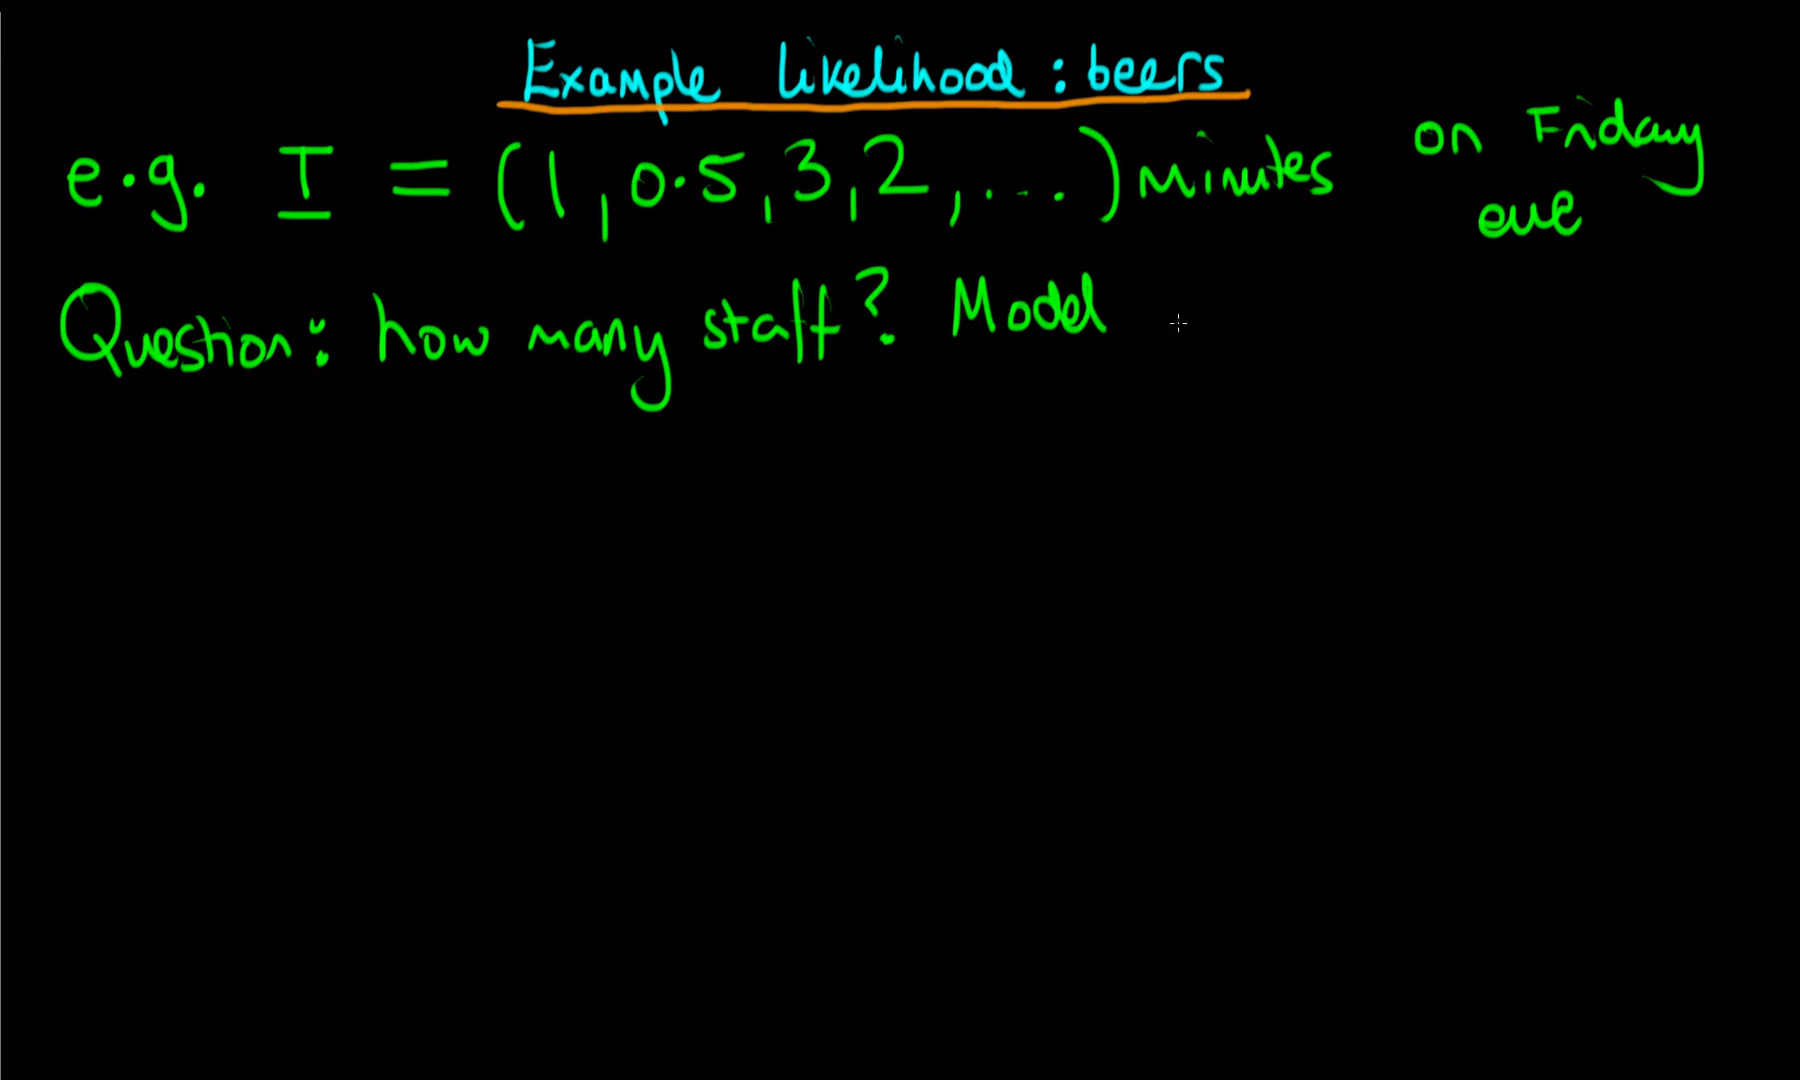 Example likelihood : beers
e.g. I = (1, 0.5, 3, 2, ...) minutes on Friday
eve
Question: how many staff? Model